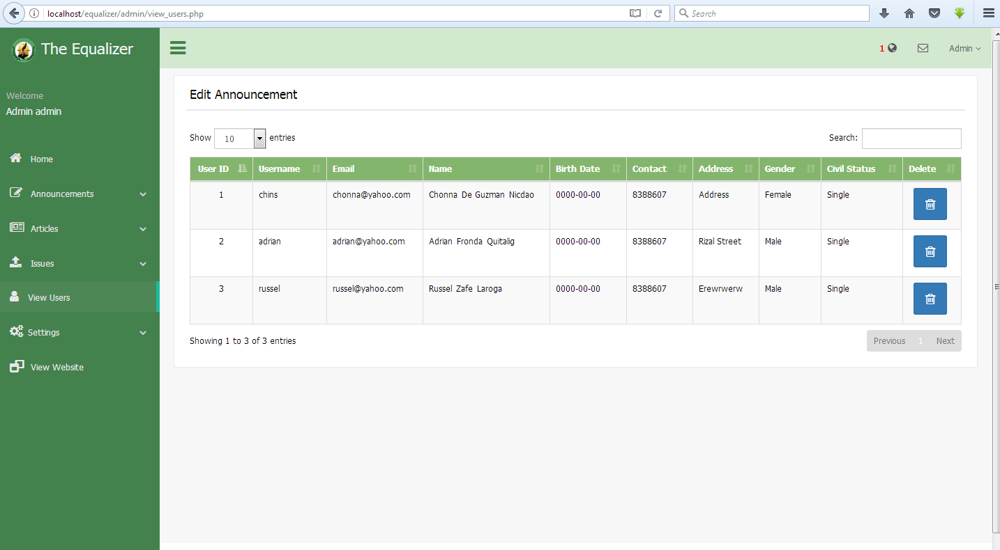 localhost/equalizer/admin/view_users.php
Search
The Equalizer
1
Admin
Welcome
Admin admin
Home
Announcements
Articles
Issues
View Users
Settings
View Website
Edit Announcement
Show 10 entries
Search:
User ID Username Email Name Birth Date Contact Address Gender Civil Status Delete
1 chins chonna@yahoo.com Chonna De Guzman Nicdao 0000-00-00 8388607 Address Female Single
2 adrian adrian@yahoo.com Adrian Fronda Quitalig 0000-00-00 8388607 Rizal Street Male Single
3 russel russel@yahoo.com Russel Zafe Laroga 0000-00-00 8388607 Erewrwerw Male Single
Showing 1 to 3 of 3 entries
Previous 1 Next